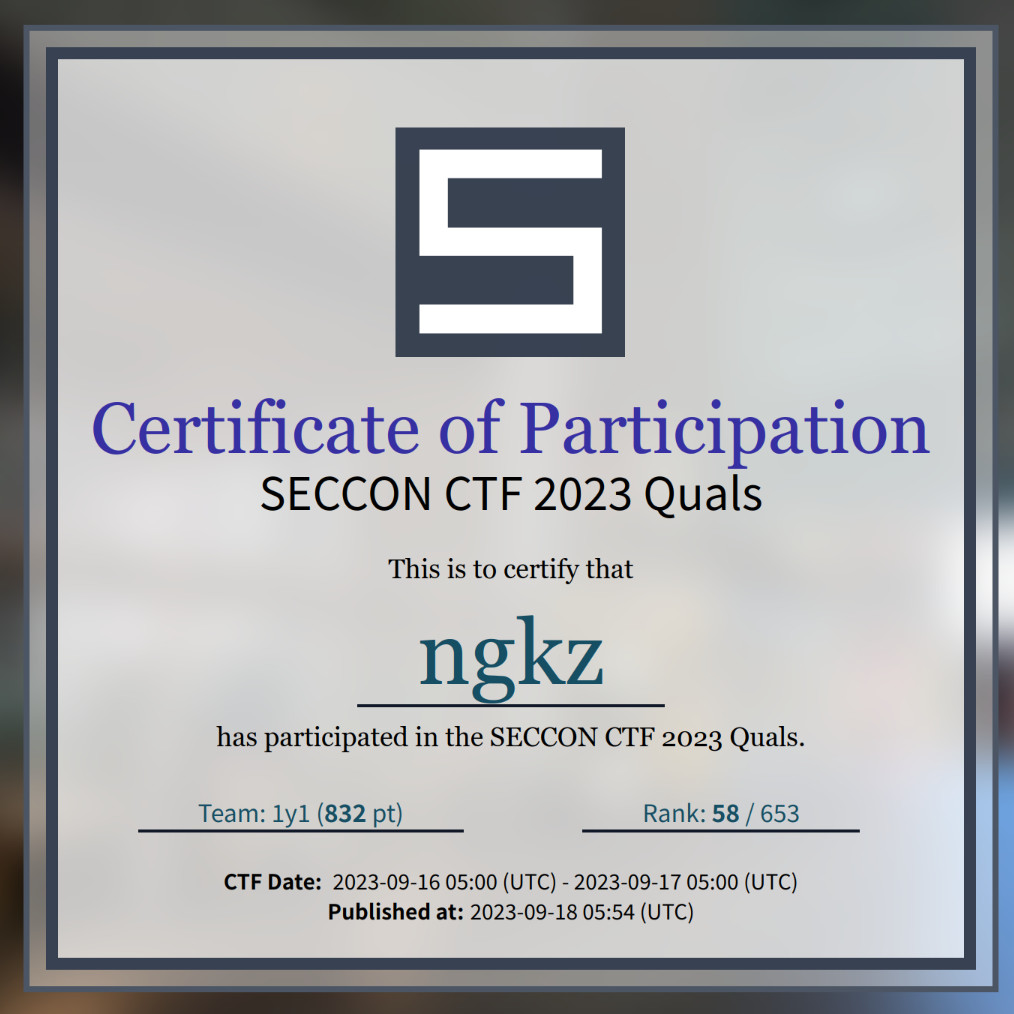 S
Certificate of Participation
SECCON CTF 2023 Quals
This is to certify that
ngkz
has participated in the SECCON CTF 2023 Quals.
Team: 1y1 (832 pt)
Rank: 58 / 653
CTF Date: 2023-09-16 05:00 (UTC) - 2023-09-17 05:00 (UTC)
Published at: 2023-09-18 05:54 (UTC)